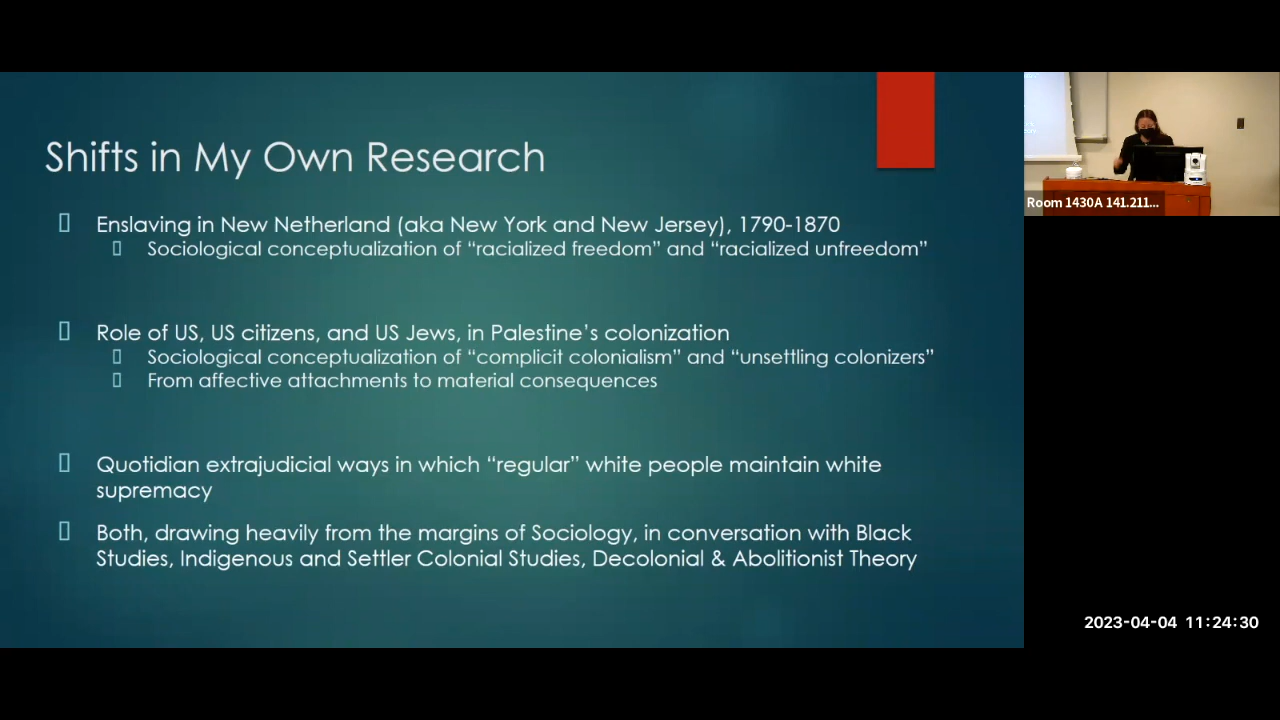 Shifts in My Own Research
Enslaving in New Netherland (aka New York and New Jersey), 1790-1870
Sociological conceptualization of “racialized freedom” and “racialized unfreedom”
Role of US, US citizens, and US Jews, in Palestine’s colonization
Sociological conceptualization of “complicit colonialism” and “unsettling colonizers”
From affective attachments to material consequences
Quotidian extrajudicial ways in which “regular” white people maintain white
supremacy
Both, drawing heavily from the margins of Sociology, in conversation with Black
Studies, Indigenous and Settler Colonial Studies, Decolonial & Abolitionist Theory
Room 1430A 141.211...
2023-04-04 11:24:30